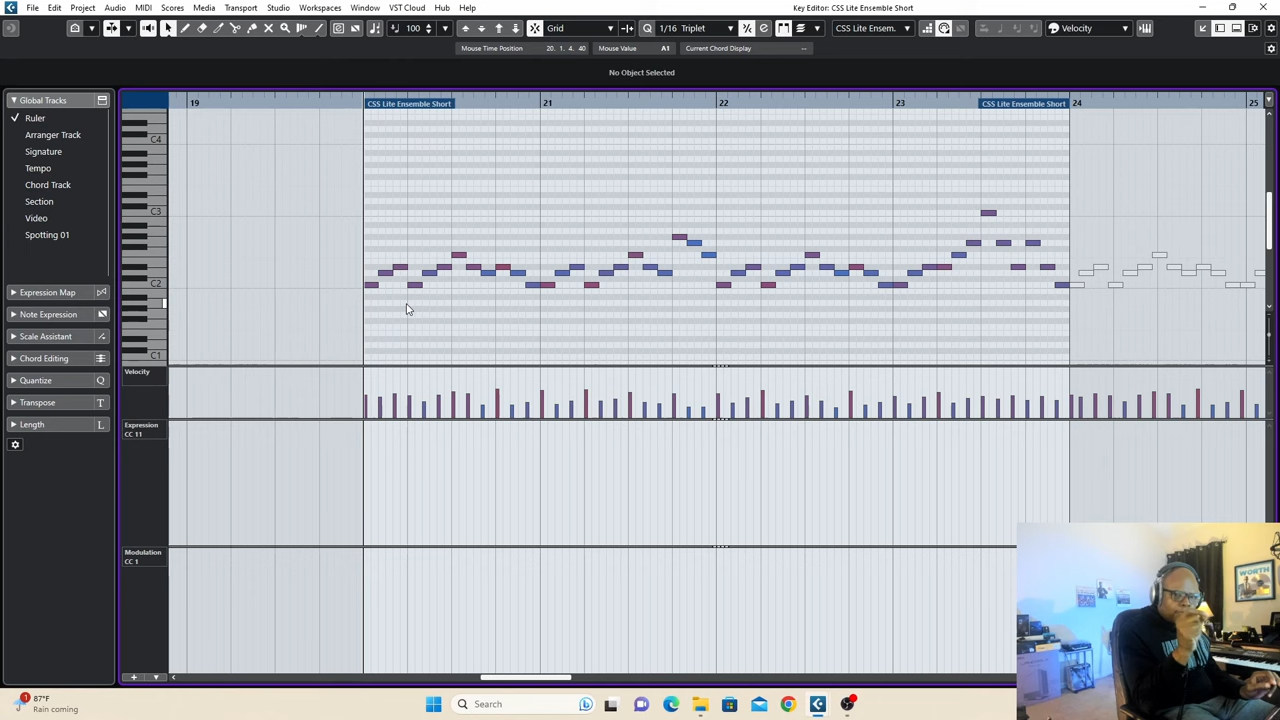 File Edit Project Audio MIDI Scores Media Transport Studio Workspaces Window VST Cloud Hub Help
Key Editor: CSS Lite Ensemble Short
100 Grid 1/16 Triplet CSS Lite Ensem. Velocity
Mouse Time Position 20. 1. 4. 40 Mouse Value A1 Current Chord Display --
No Object Selected
Global Tracks
Ruler
Arranger Track
Signature
Tempo
Chord Track
Section
Video
Spotting 01
Expression Map
Note Expression
Scale Assistant
Chord Editing
Quantize Q
Transpose T
Length L
19 21 22 23 24 25
CSS Lite Ensemble Short CSS Lite Ensemble Short
C4
C3
C2
C1
Velocity
Expression
CC 11
Modulation
CC 1
WORTH
1
87°F
Rain coming
Search